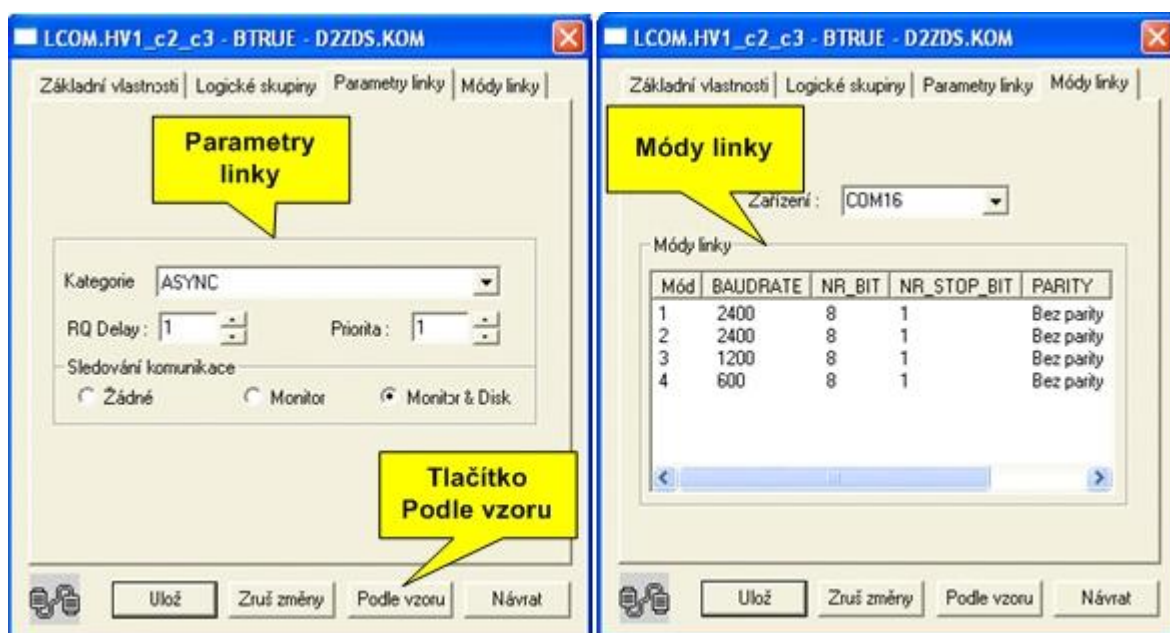 LCOM.HV1_c2_c3 - BTRUE - D2ZDS.KOM
Základní vlastnosti Logické skupiny Parametry linky Módy linky
Parametry
linky
Kategorie ASYNC
RQ Delay : 1 Priorita : 1
Sledování komunikace
Žádné Monitor Monitor & Disk
Tlačítko
Podle vzoru
Ulož Zruš změny Podle vzoru Návrat
LCOM.HV1_c2_c3 - BTRUE - D2ZDS.KOM
Základní vlastnosti Logické skupiny Parametry linky Módy linky
Módy linky
Zařízení : COM16
Módy linky
Mód BAUDRATE NR_BIT NR_STOP_BIT PARITY
1 2400 8 1 Bez parity
2 2400 8 1 Bez parity
3 1200 8 1 Bez parity
4 600 8 1 Bez parity
Ulož Zruš změny Podle vzoru Návrat